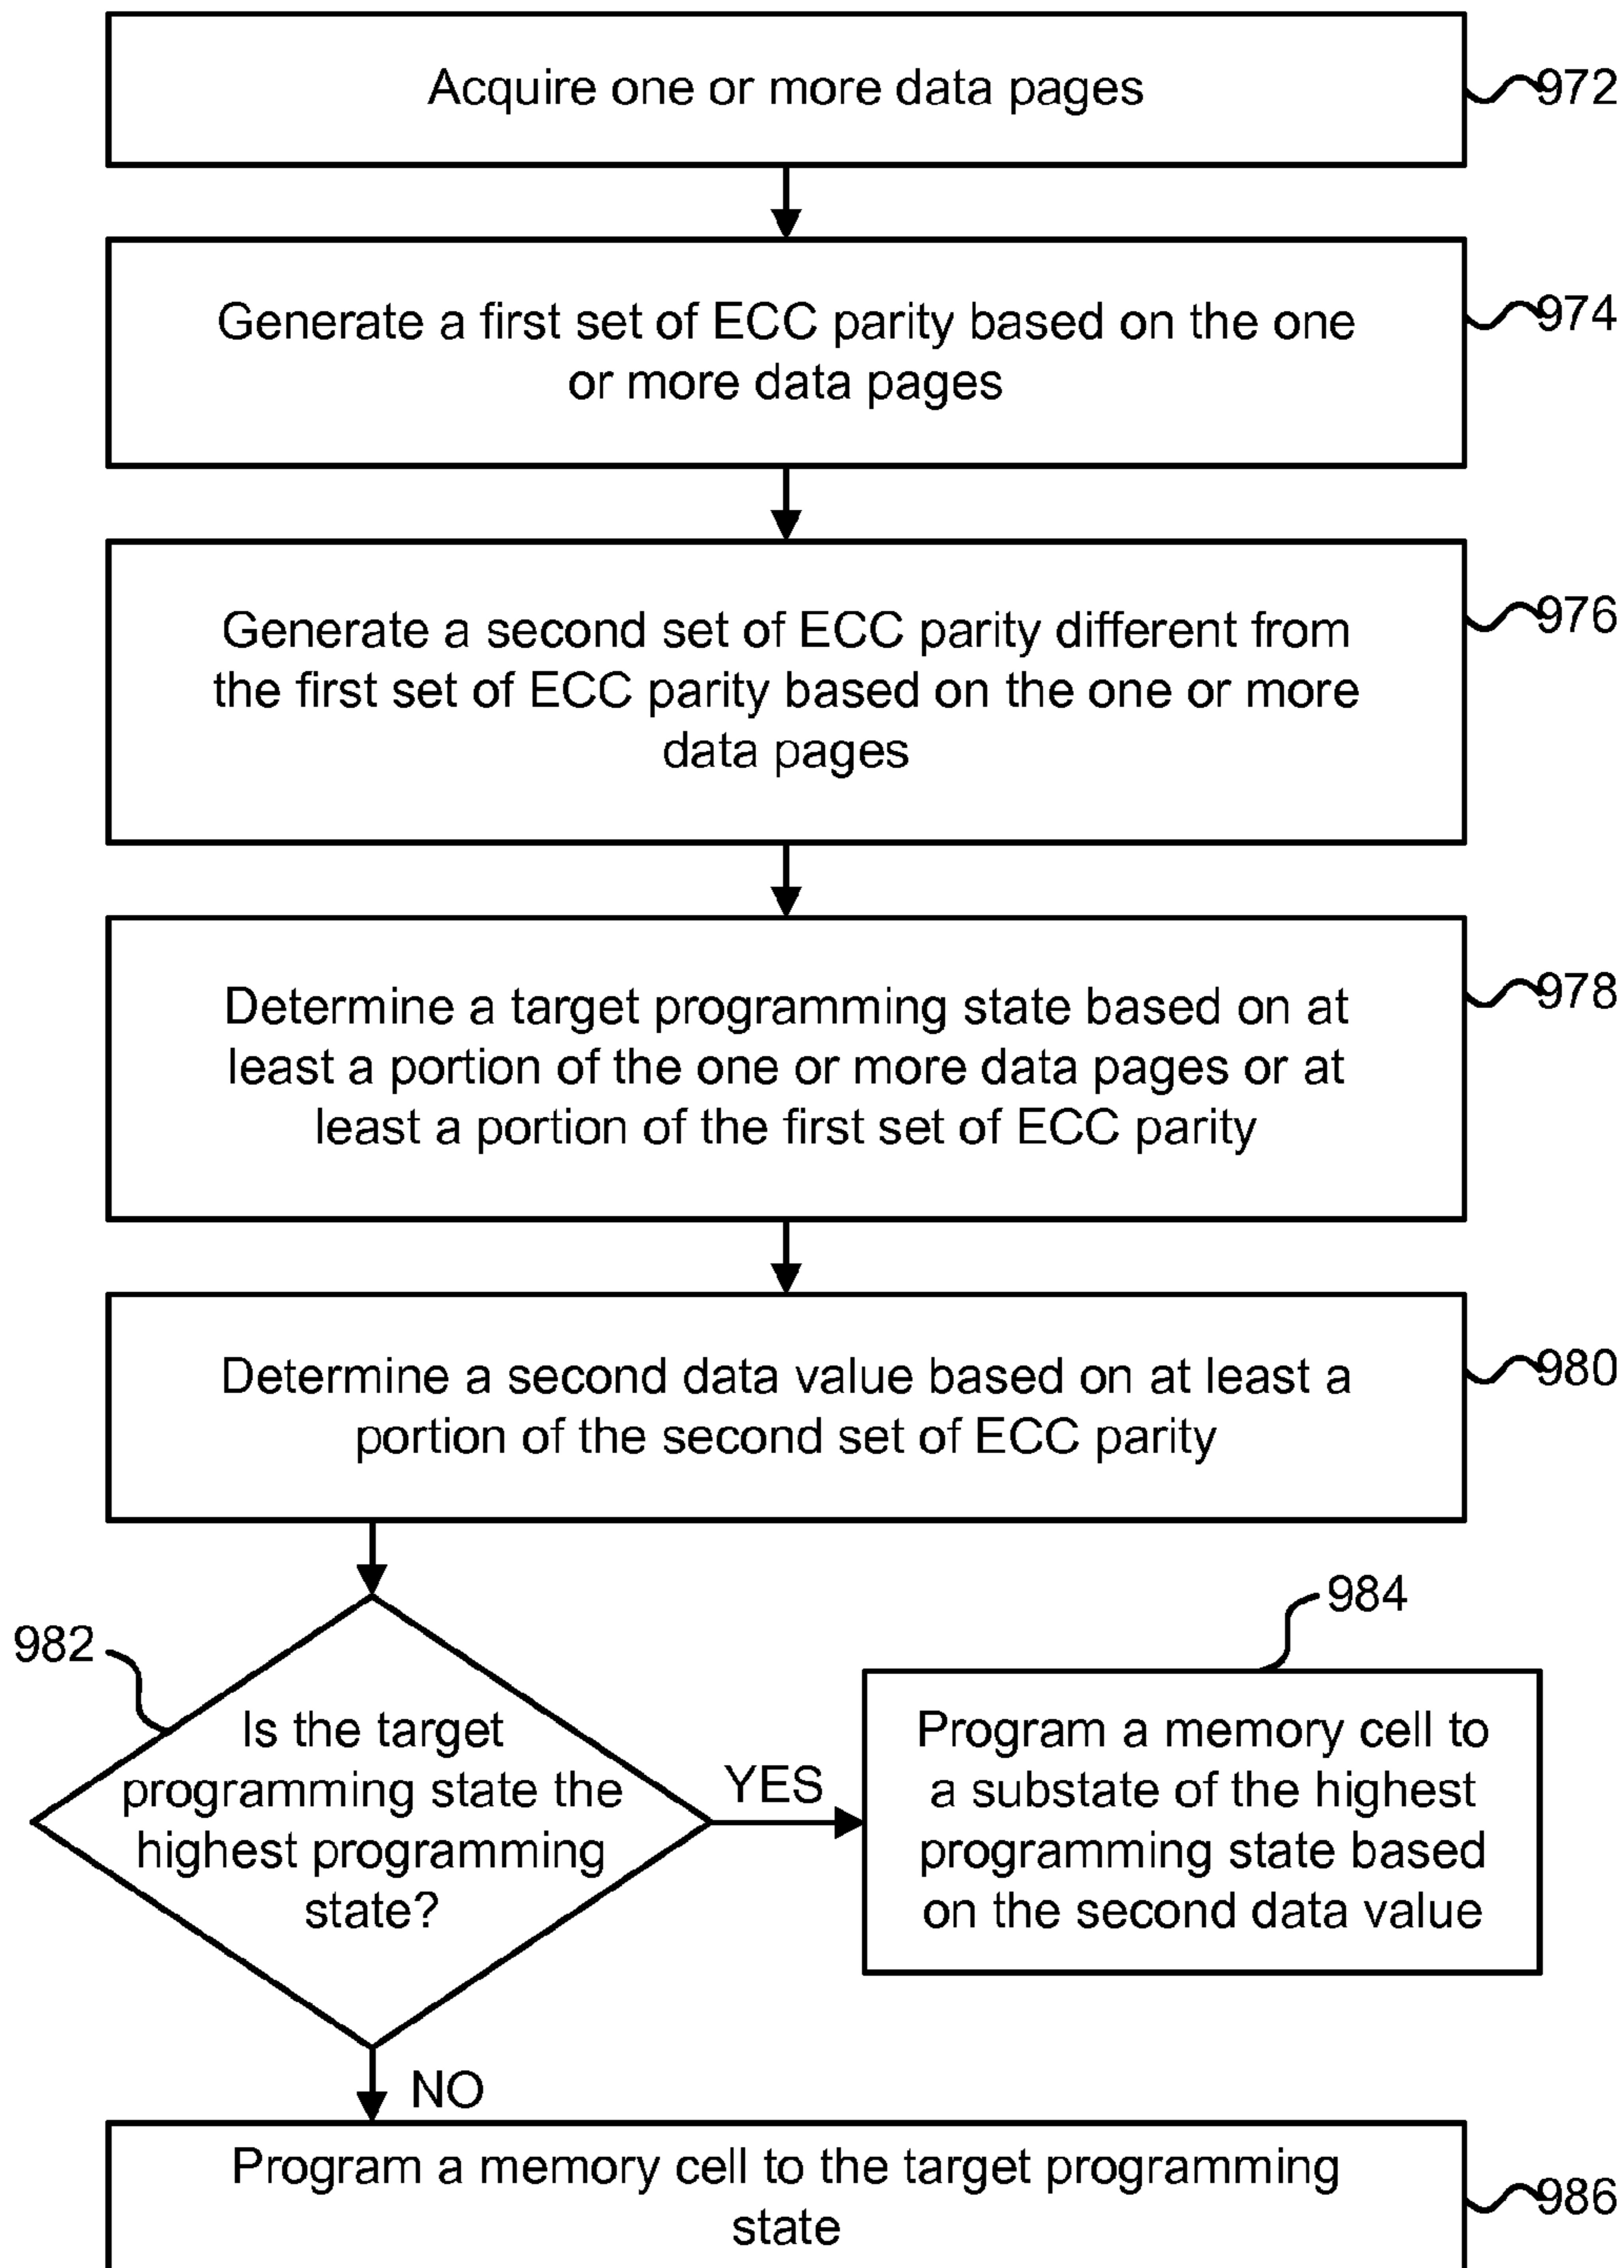 Acquire one or more data pages
972
Generate a first set of ECC parity based on the one
or more data pages
974
Generate a second set of ECC parity different from
the first set of ECC parity based on the one or more
data pages
976
Determine a target programming state based on at
least a portion of the one or more data pages or at
least a portion of the first set of ECC parity
978
Determine a second data value based on at least a
portion of the second set of ECC parity
980
982
Is the target
programming state the
highest programming
state?
YES
984
Program a memory cell to
a substate of the highest
programming state based
on the second data value
NO
Program a memory cell to the target programming
state
986